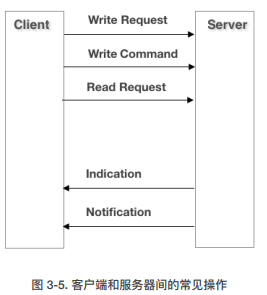 Client
Server
Write Request
Write Command
Read Request
Indication
Notification
图 3-5. 客户端和服务器间的常见操作